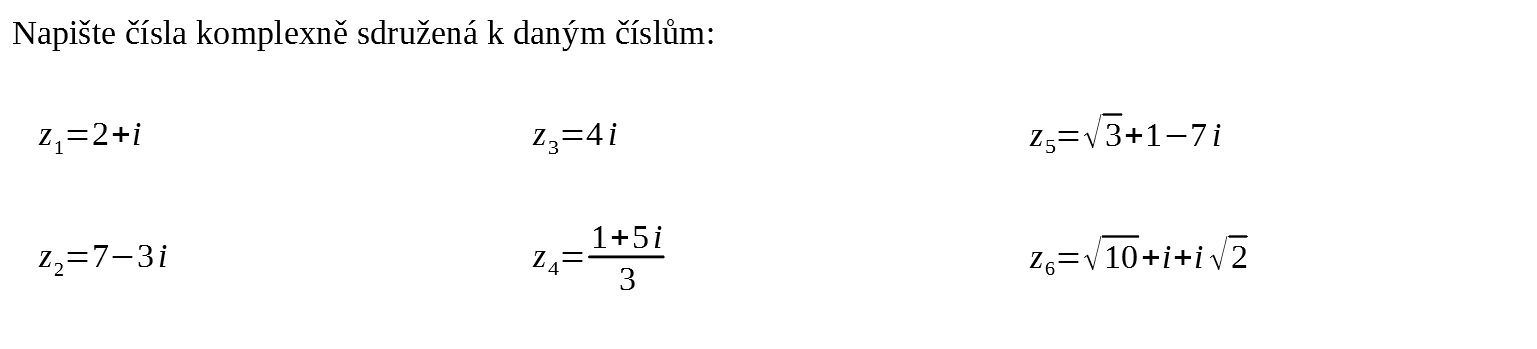 Napište čísla komplexně sdružená k daným číslům:
z₁=2+i z₃=4i z₅=√3+1−7i
z₂=7−3i z₄=(1+5i)/3 z₆=√10+i+i√2